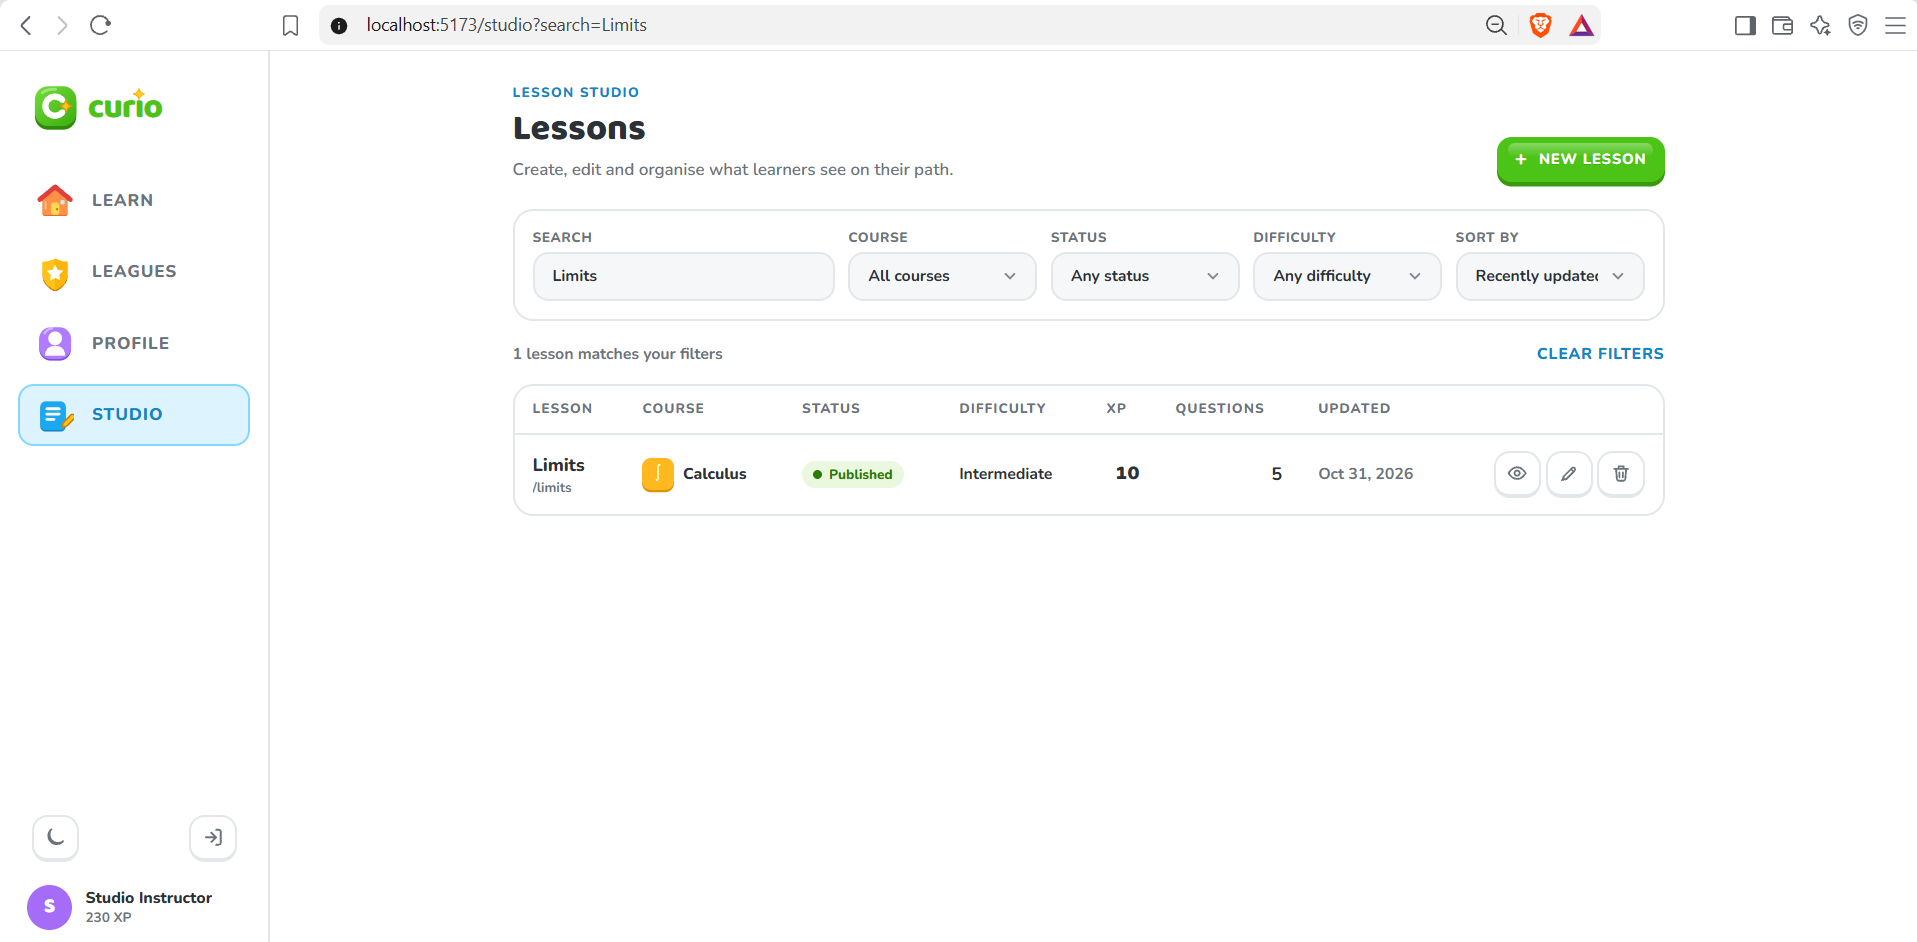 localhost:5173/studio?search=Limits
curio
LEARN
LEAGUES
PROFILE
STUDIO
S
Studio Instructor
230 XP
LESSON STUDIO
Lessons
Create, edit and organise what learners see on their path.
+ NEW LESSON
SEARCH
Limits
COURSE
All courses
STATUS
Any status
DIFFICULTY
Any difficulty
SORT BY
Recently updated
1 lesson matches your filters
CLEAR FILTERS
LESSON COURSE STATUS DIFFICULTY XP QUESTIONS UPDATED
Limits
/limits
∫ Calculus
Published
Intermediate
10
5
Oct 31, 2026